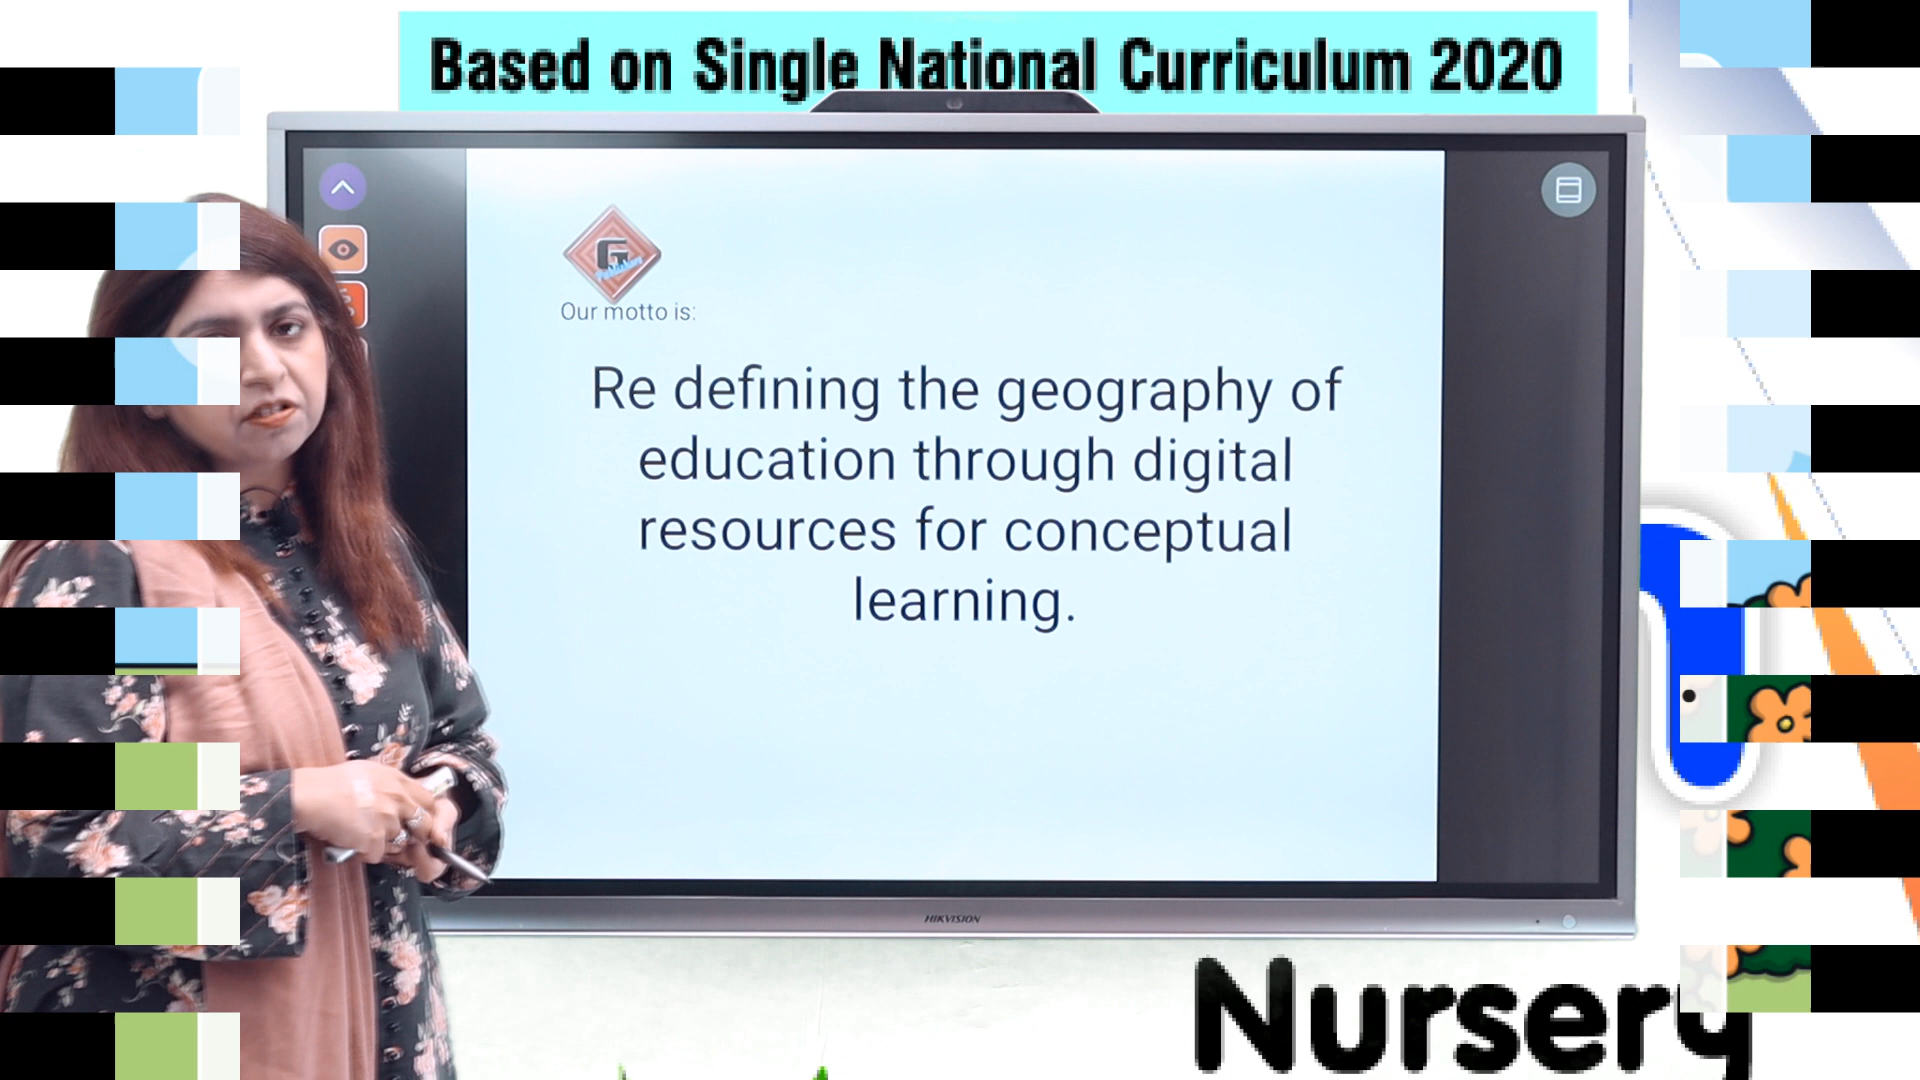 Based on Single National Curriculum 2020
G
Publishers
Our motto is:
Re defining the geography of
education through digital
resources for conceptual
learning.
HIKVISION
Nursery